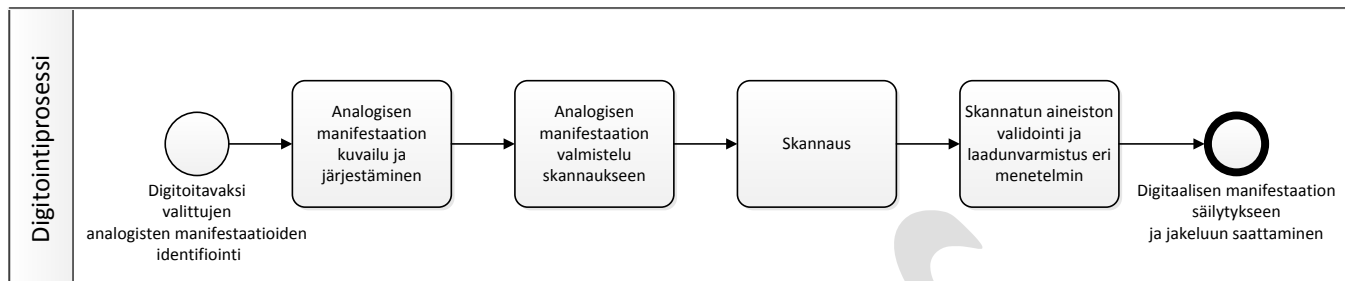 Digitointiprosessi
Digitoitavaksi
valittujen
analogisten manifestaatioiden
identifiointi
Analogisen
manifestaation
kuvailu ja
järjestäminen
Analogisen
manifestaation
valmistelu
skannaukseen
Skannaus
Skannatun aineiston
validointi ja
laadunvarmistus eri
menetelmin
Digitaalisen manifestaation
säilytykseen
ja jakeluun saattaminen